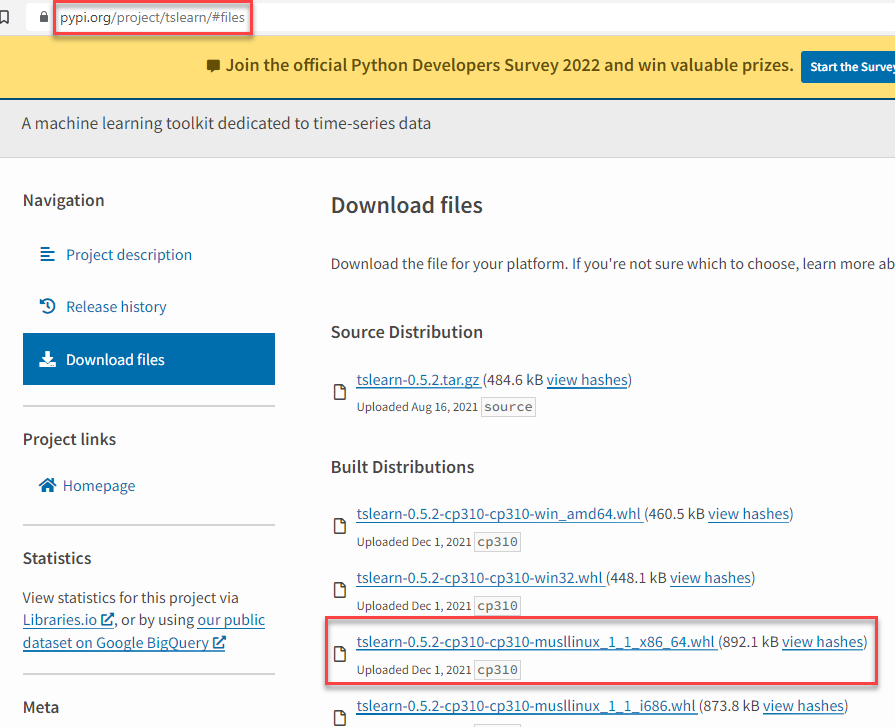 pypi.org/project/tslearn/#files
Join the official Python Developers Survey 2022 and win valuable prizes.
Start the Survey
A machine learning toolkit dedicated to time-series data
Navigation
Project description
Release history
Download files
Project links
Homepage
Statistics
View statistics for this project via
Libraries.io, or by using our public
dataset on Google BigQuery
Meta
Download files
Download the file for your platform. If you're not sure which to choose, learn more ab
Source Distribution
tslearn-0.5.2.tar.gz (484.6 kB view hashes)
Uploaded Aug 16, 2021 source
Built Distributions
tslearn-0.5.2-cp310-cp310-win_amd64.whl (460.5 kB view hashes)
Uploaded Dec 1, 2021 cp310
tslearn-0.5.2-cp310-cp310-win32.whl (448.1 kB view hashes)
Uploaded Dec 1, 2021 cp310
tslearn-0.5.2-cp310-cp310-musllinux_1_1_x86_64.whl (892.1 kB view hashes)
Uploaded Dec 1, 2021 cp310
tslearn-0.5.2-cp310-cp310-musllinux_1_1_i686.whl (873.8 kB view hashes)